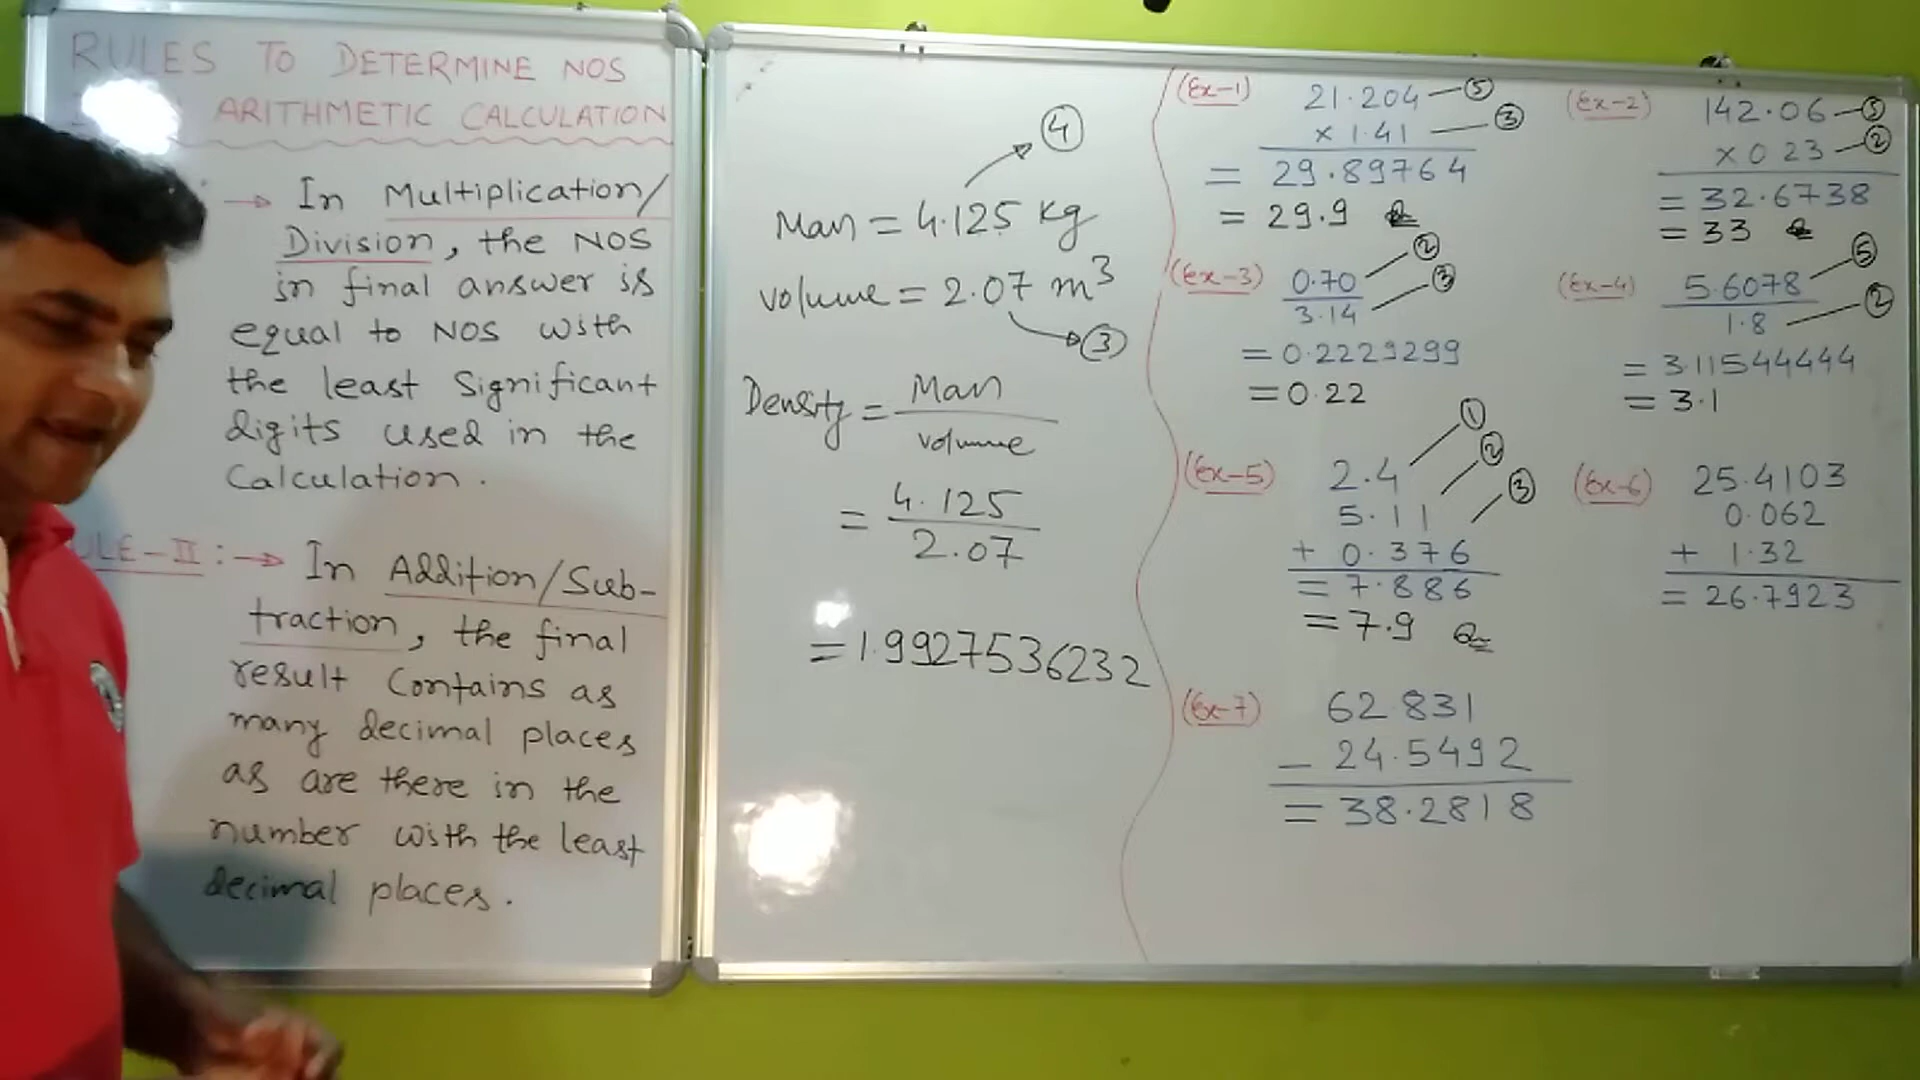 RULES TO DETERMINE NOS
ARITHMETIC CALCULATION
→ In Multiplication/
Division, the NOS
in final answer is
equal to NOS with
the least Significant
digits used in the
Calculation.
ULE-II :→ In Addition/Sub-
traction, the final
result Contains as
many decimal places
as are there in the
number with the least
decimal places.
4
Mass = 4.125 kg
volume = 2.07 m³
3
Density = Mass
volume
= 4.125
2.07
= 1.9927536232
(Ex-1) 21.204 5
× 1.41 3
= 29.89764
= 29.9
(Ex-2) 142.06 5
× 0 23 2
= 32.6738
= 33
(Ex-3) 0.70 2
3.14 3
= 0.2229299
= 0.22
(Ex-4) 5.6078 5
1.8 2
= 3.11544444
= 3.1
(Ex-5) 2.4 1
5.11 2
+ 0.376 3
= 7.886
= 7.9
(Ex-6) 25.4103
0.062
+ 1.32
= 26.7923
(Ex-7) 62.831
- 24.5492
= 38.2818